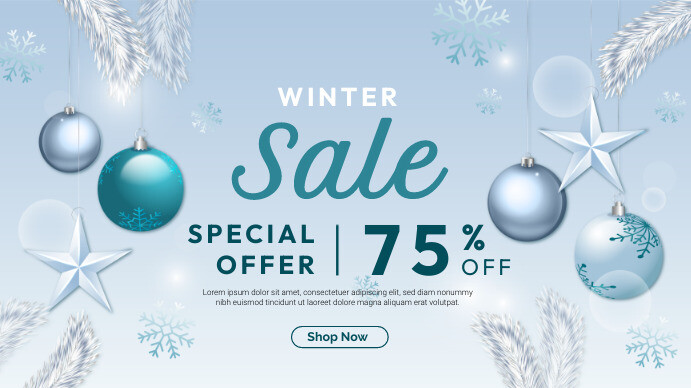 WINTER
Sale
SPECIAL
OFFER
75%
OFF
Lorem ipsum dolor sit amet, consectetuer adipiscing elit, sed diam nonummy
nibh euismod tincidunt ut laoreet dolore magna aliquam erat volutpat.
Shop Now